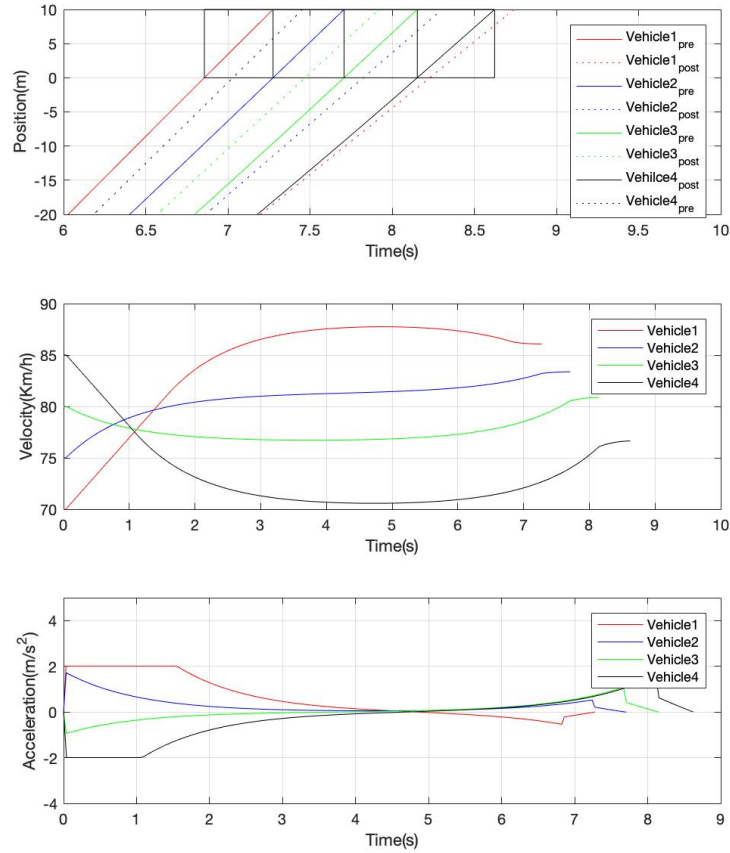 10
5
0
-5
-10
-15
-20
Position(m)
6 6.5 7 7.5 8 8.5 9 9.5 10
Time(s)
Vehicle1pre
Vehicle1post
Vehicle2pre
Vehicle2post
Vehicle3pre
Vehicle3post
Vehilce4post
Vehicle4pre
90
85
80
75
70
Velocity(Km/h)
0 1 2 3 4 5 6 7 8 9 10
Time(s)
Vehicle1
Vehicle2
Vehicle3
Vehicle4
4
2
0
-2
-4
Acceleration(m/s²)
0 1 2 3 4 5 6 7 8 9
Time(s)
Vehicle1
Vehicle2
Vehicle3
Vehicle4